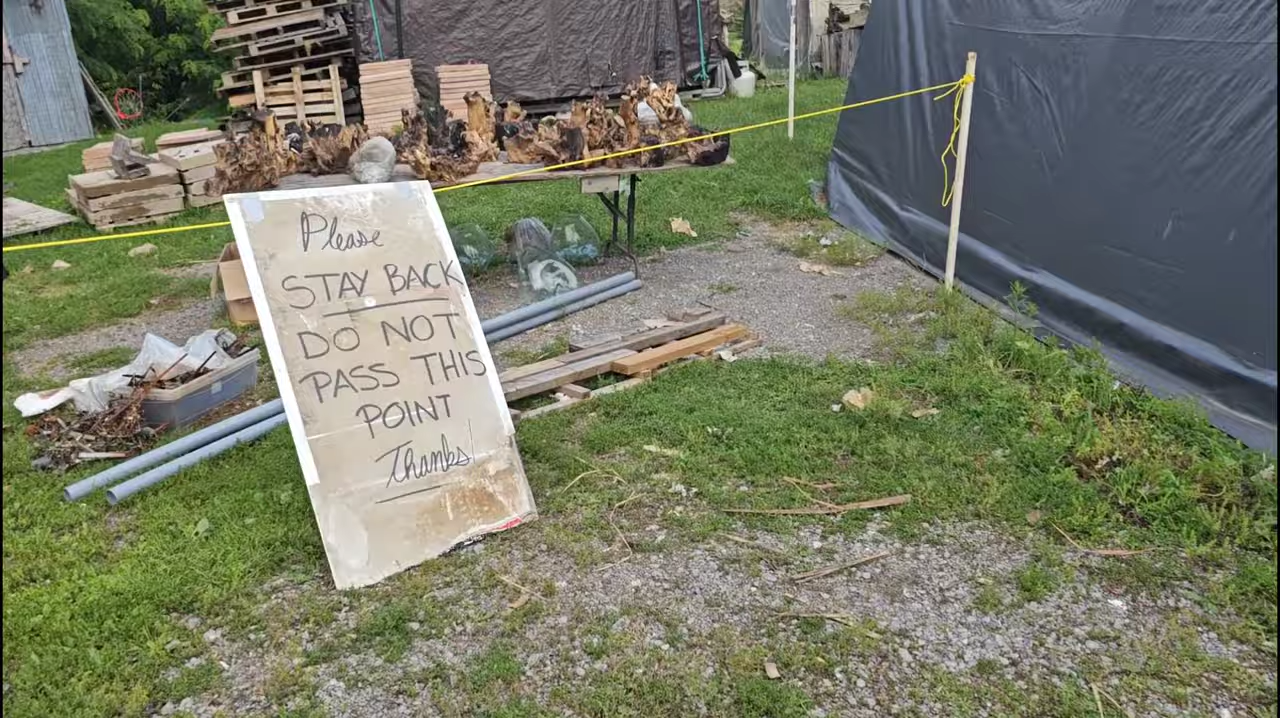 Please
STAY BACK
DO NOT
PASS THIS
POINT
Thanks!